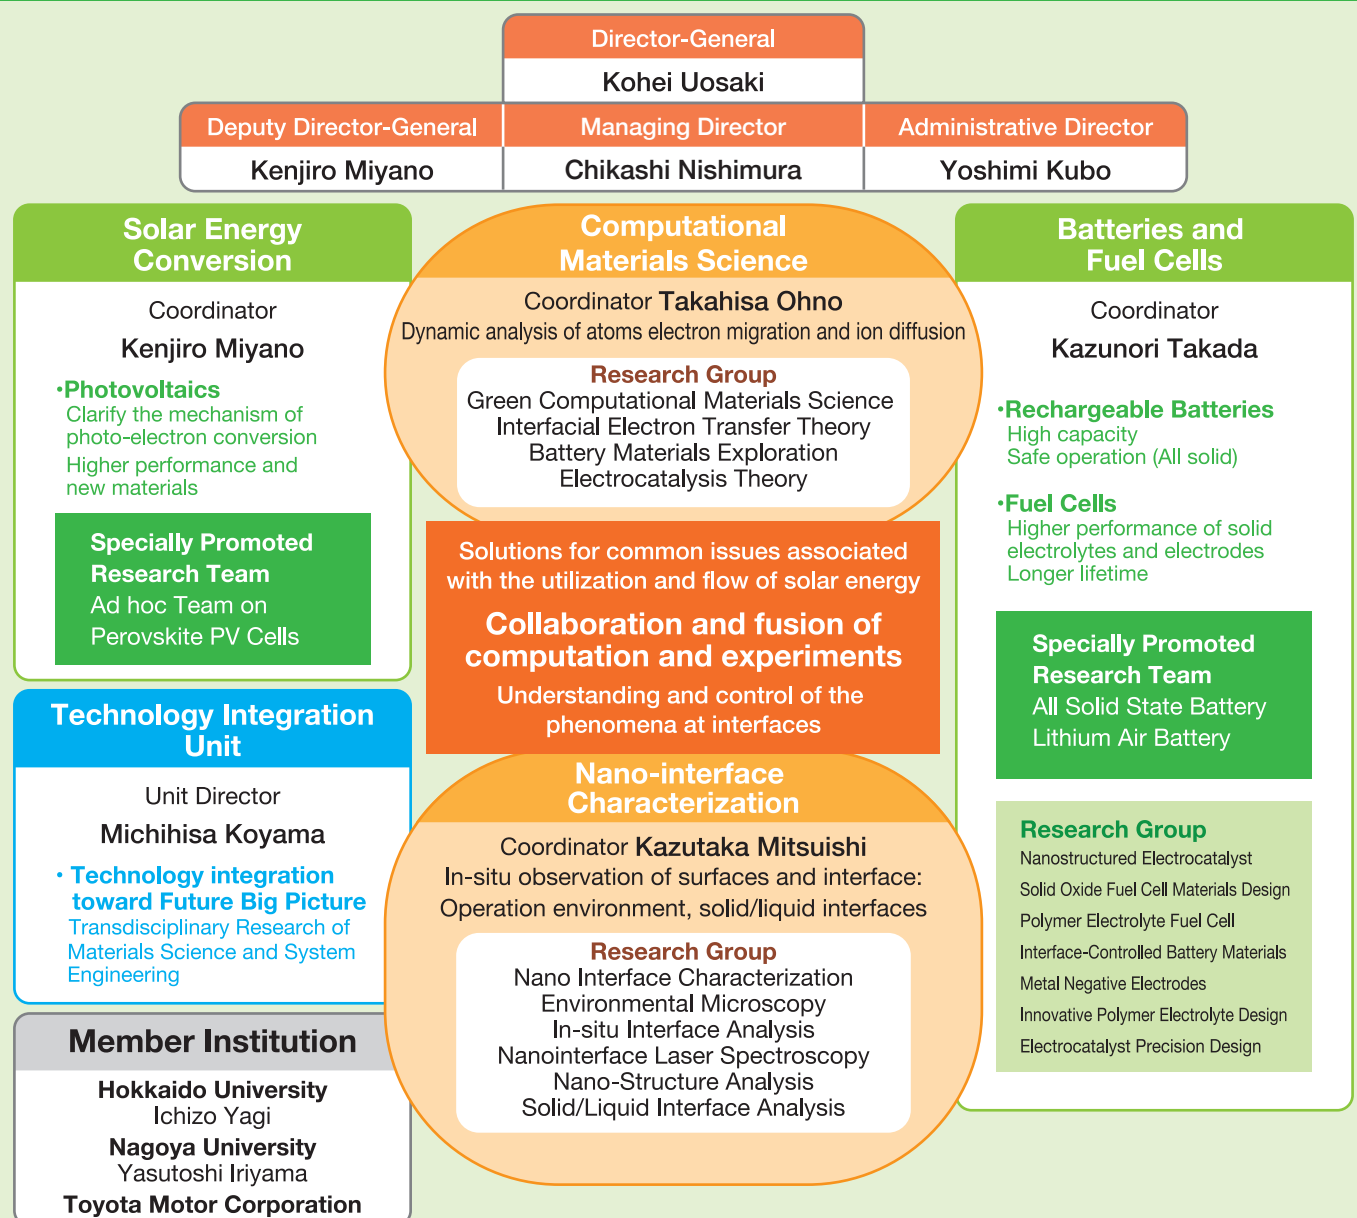 Director-General
Kohei Uosaki
Deputy Director-General
Kenjiro Miyano
Managing Director
Chikashi Nishimura
Administrative Director
Yoshimi Kubo
Solar Energy
Conversion
Coordinator
Kenjiro Miyano
・Photovoltaics
Clarify the mechanism of
photo-electron conversion
Higher performance and
new materials
Specially Promoted
Research Team
Ad hoc Team on
Perovskite PV Cells
Technology Integration
Unit
Unit Director
Michihisa Koyama
・Technology integration
toward Future Big Picture
Transdisciplinary Research of
Materials Science and System
Engineering
Member Institution
Hokkaido University
Ichizo Yagi
Nagoya University
Yasutoshi Iriyama
Toyota Motor Corporation
Computational
Materials Science
Coordinator Takahisa Ohno
Dynamic analysis of atoms electron migration and ion diffusion
Research Group
Green Computational Materials Science
Interfacial Electron Transfer Theory
Battery Materials Exploration
Electrocatalysis Theory
Solutions for common issues associated
with the utilization and flow of solar energy
Collaboration and fusion of
computation and experiments
Understanding and control of the
phenomena at interfaces
Nano-interface
Characterization
Coordinator Kazutaka Mitsuishi
In-situ observation of surfaces and interface:
Operation environment, solid/liquid interfaces
Research Group
Nano Interface Characterization
Environmental Microscopy
In-situ Interface Analysis
Nanointerface Laser Spectroscopy
Nano-Structure Analysis
Solid/Liquid Interface Analysis
Batteries and
Fuel Cells
Coordinator
Kazunori Takada
・Rechargeable Batteries
High capacity
Safe operation (All solid)
・Fuel Cells
Higher performance of solid
electrolytes and electrodes
Longer lifetime
Specially Promoted
Research Team
All Solid State Battery
Lithium Air Battery
Research Group
Nanostructured Electrocatalyst
Solid Oxide Fuel Cell Materials Design
Polymer Electrolyte Fuel Cell
Interface-Controlled Battery Materials
Metal Negative Electrodes
Innovative Polymer Electrolyte Design
Electrocatalyst Precision Design